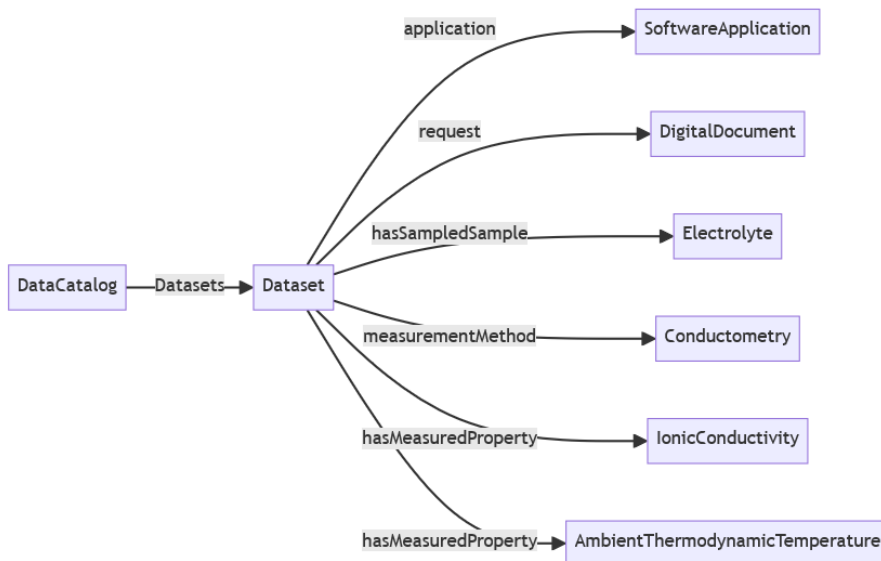 application
SoftwareApplication
request
DigitalDocument
hasSampledSample
Electrolyte
DataCatalog
Datasets
Dataset
measurementMethod
Conductometry
hasMeasuredProperty
IonicConductivity
hasMeasuredProperty
AmbientThermodynamicTemperature